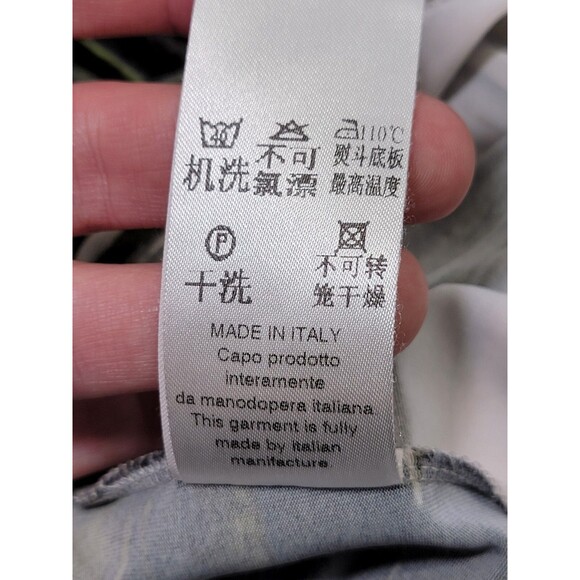 40 110℃
机洗 不可 熨斗底板
氯漂 最高温度
P
干洗 不可转
笼干燥
MADE IN ITALY
Capo prodotto
interamente
da manodopera italiana
This garment is fully
made by italian
manifacture